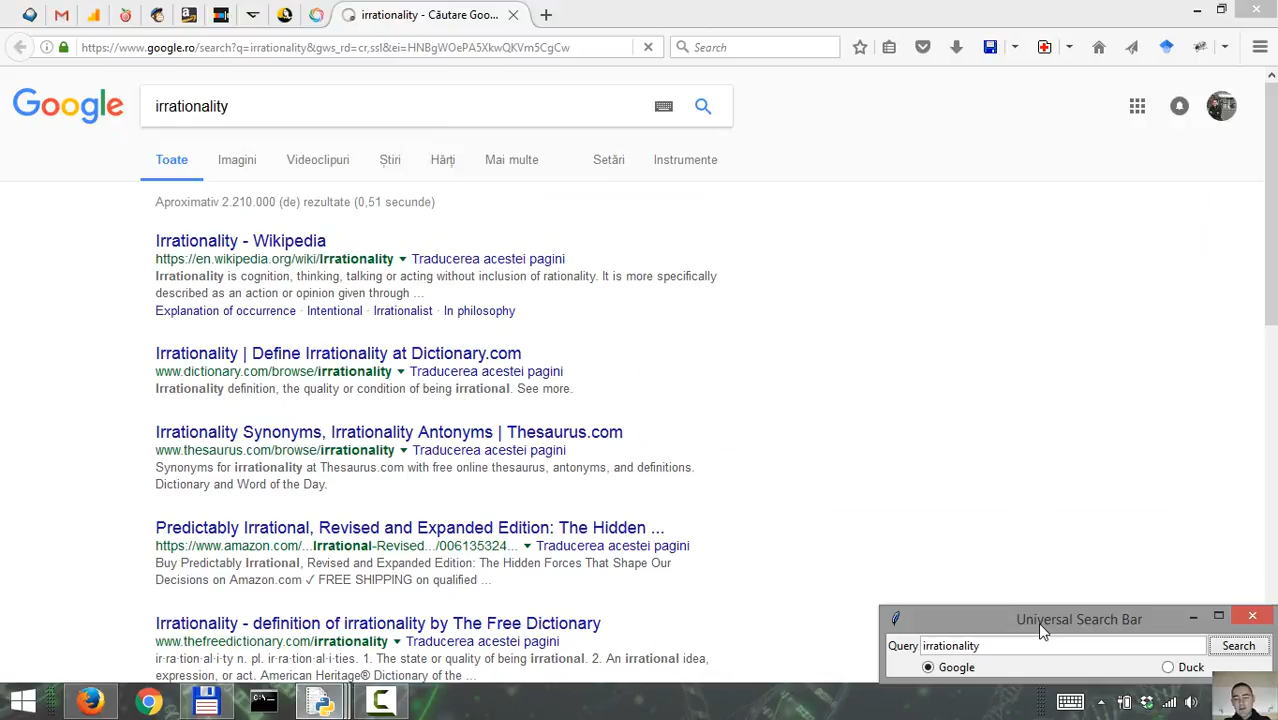 irrationality - Căutare Goo...
https://www.google.ro/search?q=irrationality&gws_rd=cr,ssl&ei=HNBgWOePA5XkwQKVm5CgCw
Search
Google
irrationality
Toate Imagini Videoclipuri Știri Hărți Mai multe Setări Instrumente
Aproximativ 2.210.000 (de) rezultate (0,51 secunde)
Irrationality - Wikipedia
https://en.wikipedia.org/wiki/Irrationality Traducerea acestei pagini
Irrationality is cognition, thinking, talking or acting without inclusion of rationality. It is more specifically
described as an action or opinion given through ...
Explanation of occurrence · Intentional · Irrationalist · In philosophy
Irrationality | Define Irrationality at Dictionary.com
www.dictionary.com/browse/irrationality Traducerea acestei pagini
Irrationality definition, the quality or condition of being irrational. See more.
Irrationality Synonyms, Irrationality Antonyms | Thesaurus.com
www.thesaurus.com/browse/irrationality Traducerea acestei pagini
Synonyms for irrationality at Thesaurus.com with free online thesaurus, antonyms, and definitions.
Dictionary and Word of the Day.
Predictably Irrational, Revised and Expanded Edition: The Hidden ...
https://www.amazon.com/...Irrational-Revised.../006135324... Traducerea acestei pagini
Buy Predictably Irrational, Revised and Expanded Edition: The Hidden Forces That Shape Our
Decisions on Amazon.com ✓ FREE SHIPPING on qualified ...
Irrationality - definition of irrationality by The Free Dictionary
www.thefreedictionary.com/irrationality Traducerea acestei pagini
ir·ra·tion·al·i·ty n. pl. ir·ra·tion·al·i·ties. 1. The state or quality of being irrational. 2. An irrational idea,
expression, or act. American Heritage® Dictionary of the ...
Universal Search Bar
Query irrationality Search
Google Duck